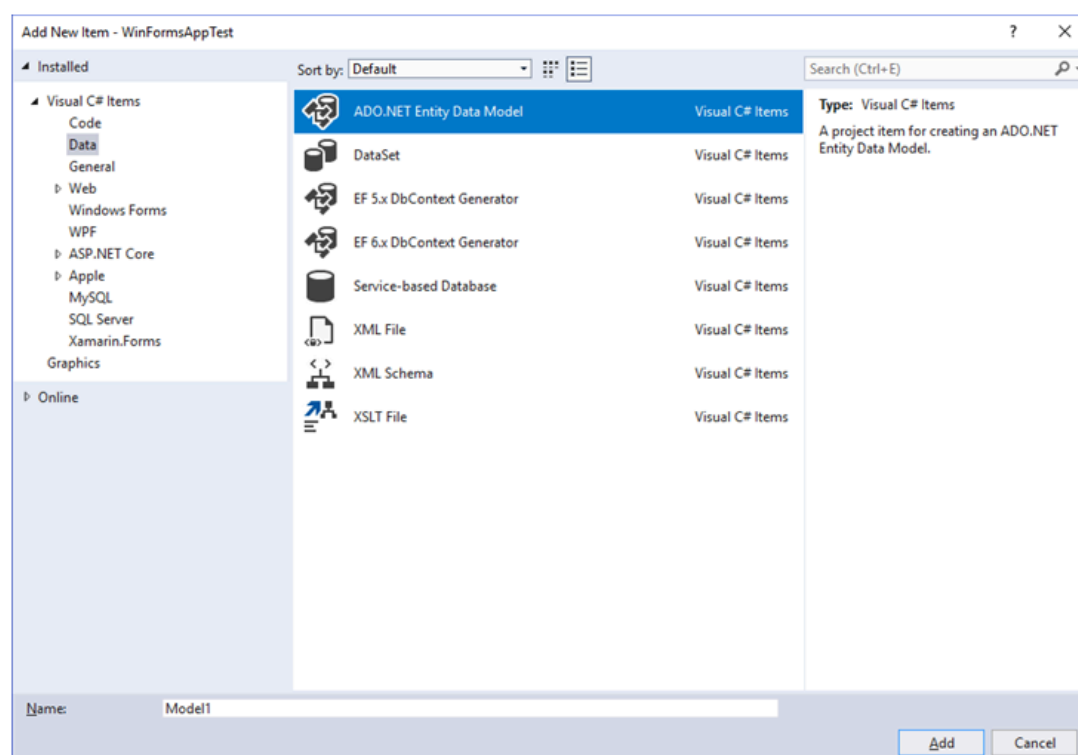 Add New Item - WinFormsAppTest
?
Installed
Sort by: Default
Search (Ctrl+E)
Visual C# Items
Code
Data
General
Web
Windows Forms
WPF
ASP.NET Core
Apple
MySQL
SQL Server
Xamarin.Forms
Graphics
Online
ADO.NET Entity Data Model Visual C# Items
DataSet Visual C# Items
EF 5.x DbContext Generator Visual C# Items
EF 6.x DbContext Generator Visual C# Items
Service-based Database Visual C# Items
XML File Visual C# Items
XML Schema Visual C# Items
XSLT File Visual C# Items
Type: Visual C# Items
A project item for creating an ADO.NET
Entity Data Model.
Name: Model1
Add Cancel